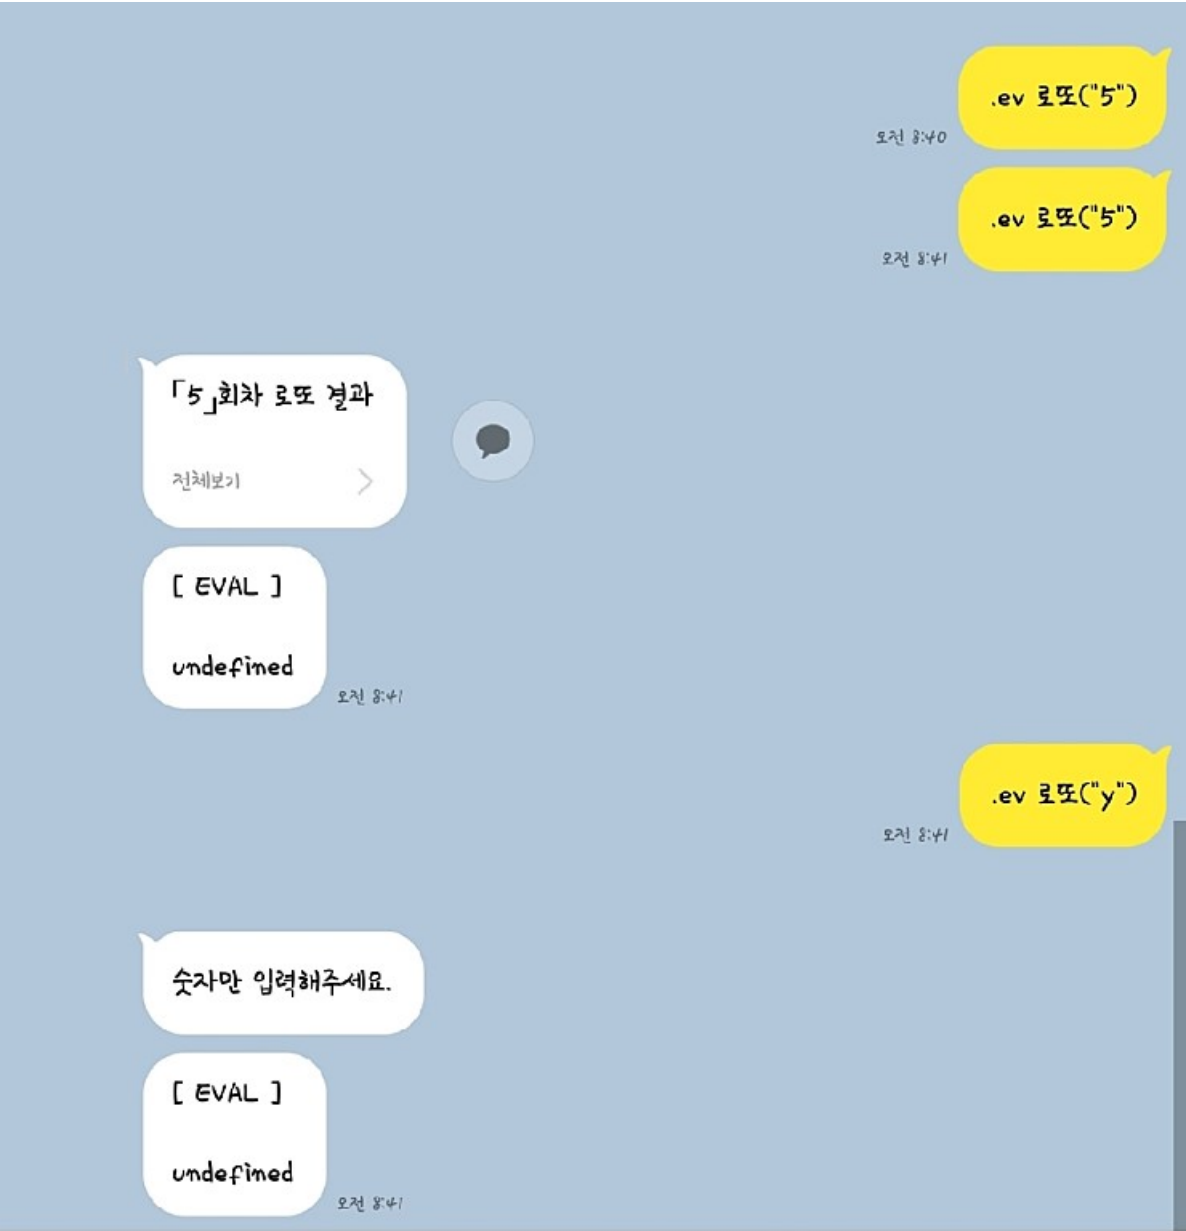 .ev 로또("5")
오전 8:40
.ev 로또("5")
오전 8:41
「5」회차 로또 결과
전체보기
[ EVAL ]
undefined
오전 8:41
.ev 로또("y")
오전 8:41
숫자만 입력해주세요.
[ EVAL ]
undefined
오전 8:41